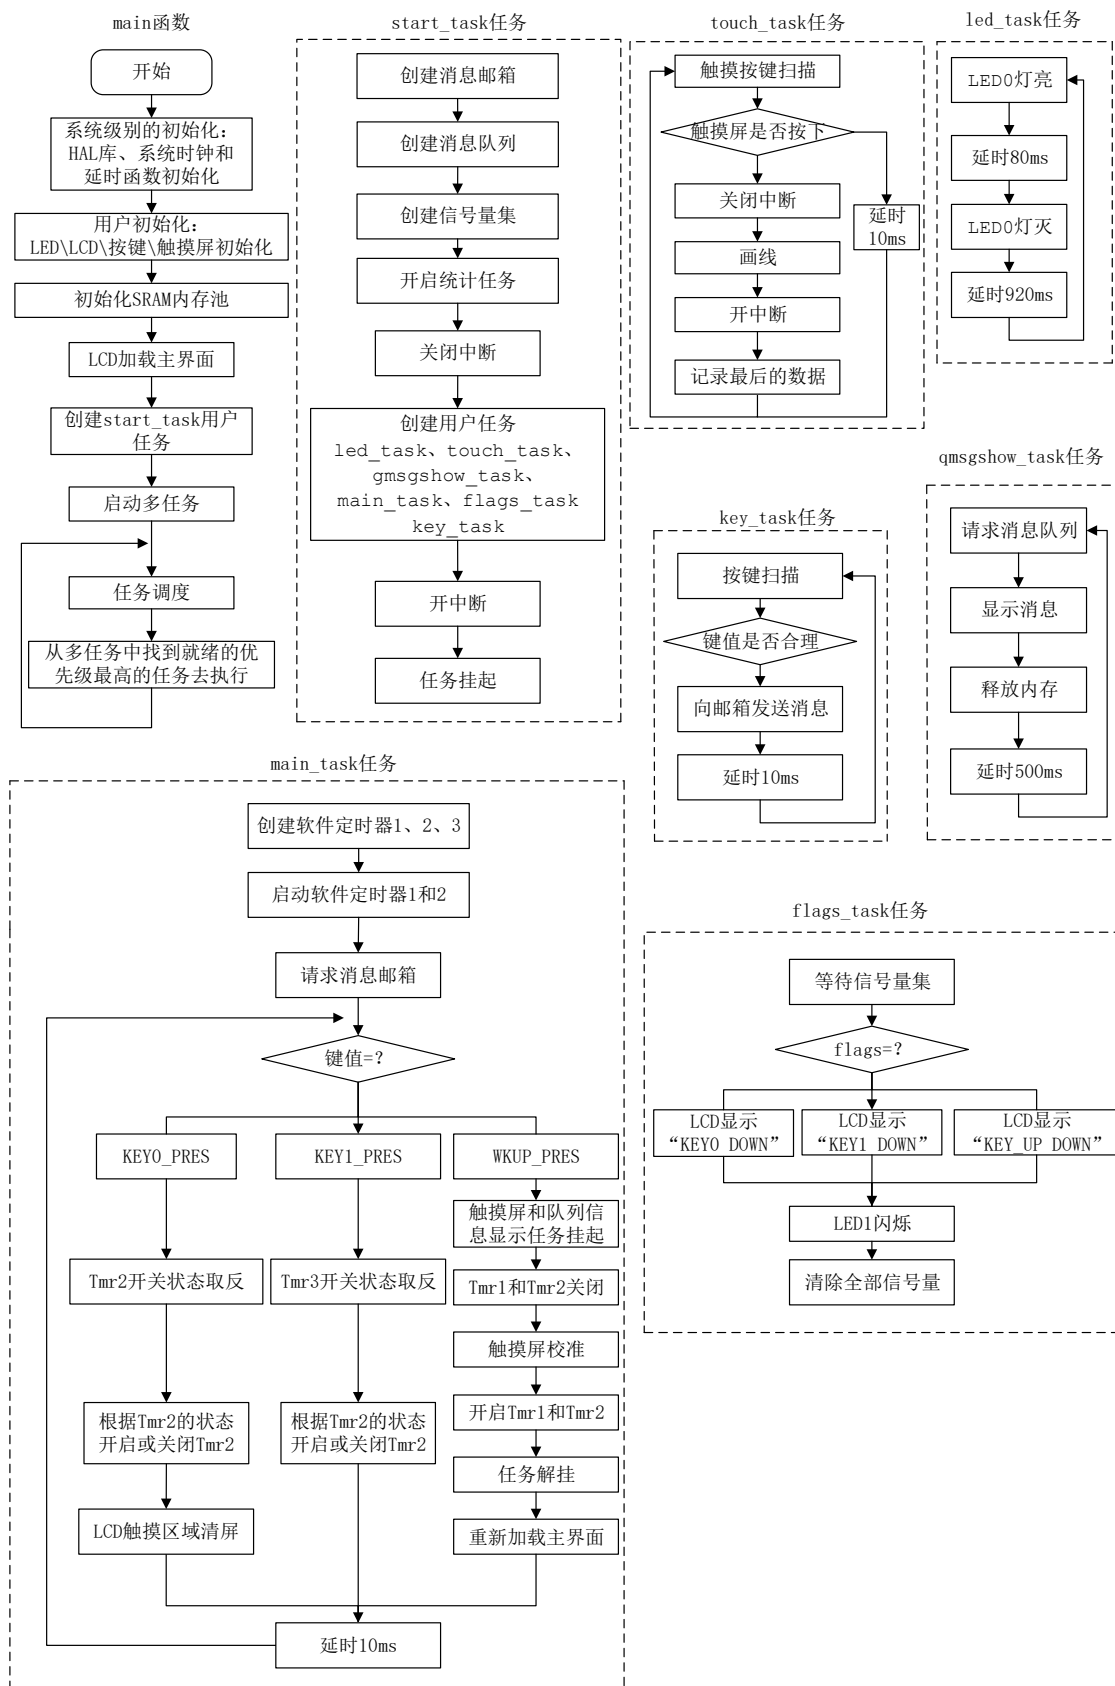 main函数
开始
系统级别的初始化：
HAL库、系统时钟和
延时函数初始化
用户初始化：
LED\LCD\按键\触摸屏初始化
初始化SRAM内存池
LCD加载主界面
创建start_task用户
任务
启动多任务
任务调度
从多任务中找到就绪的优
先级最高的任务去执行
start_task任务
创建消息邮箱
创建消息队列
创建信号量集
开启统计任务
关闭中断
创建用户任务
led_task、touch_task、
gmsgshow_task、
main_task、flags_task
key_task
开中断
任务挂起
touch_task任务
触摸按键扫描
触摸屏是否按下
关闭中断
画线
开中断
记录最后的数据
延时
10ms
led_task任务
LED0灯亮
延时80ms
LED0灯灭
延时920ms
key_task任务
按键扫描
键值是否合理
向邮箱发送消息
延时10ms
qmsgshow_task任务
请求消息队列
显示消息
释放内存
延时500ms
main_task任务
创建软件定时器1、2、3
启动软件定时器1和2
请求消息邮箱
键值=？
KEY0_PRES
Tmr2开关状态取反
根据Tmr2的状态
开启或关闭Tmr2
LCD触摸区域清屏
KEY1_PRES
Tmr3开关状态取反
根据Tmr2的状态
开启或关闭Tmr2
WKUP_PRES
触摸屏和队列信
息显示任务挂起
Tmr1和Tmr2关闭
触摸屏校准
开启Tmr1和Tmr2
任务解挂
重新加载主界面
延时10ms
flags_task任务
等待信号量集
flags=？
LCD显示
“KEY0 DOWN”
LCD显示
“KEY1 DOWN”
LCD显示
“KEY_UP DOWN”
LED1闪烁
清除全部信号量